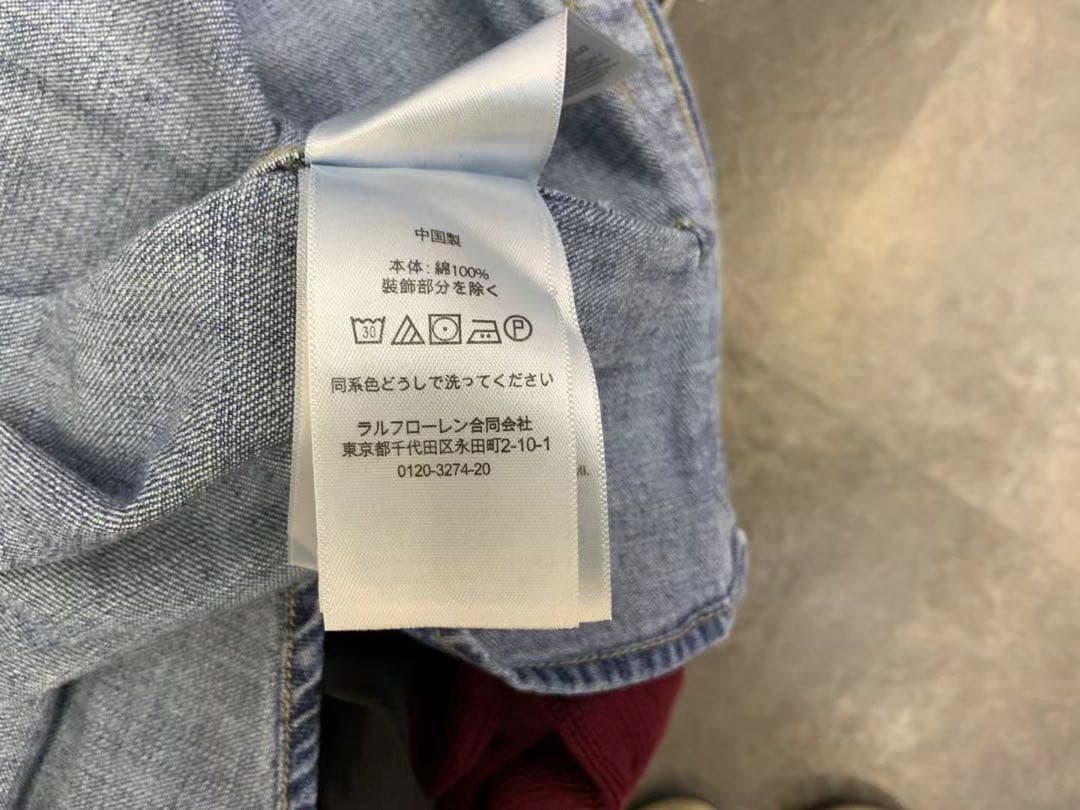 中国製
本体：綿100%
装飾部分を除く
30 P
同系色どうしで洗ってください
ラルフローレン合同会社
東京都千代田区永田町2-10-1
0120-3274-20